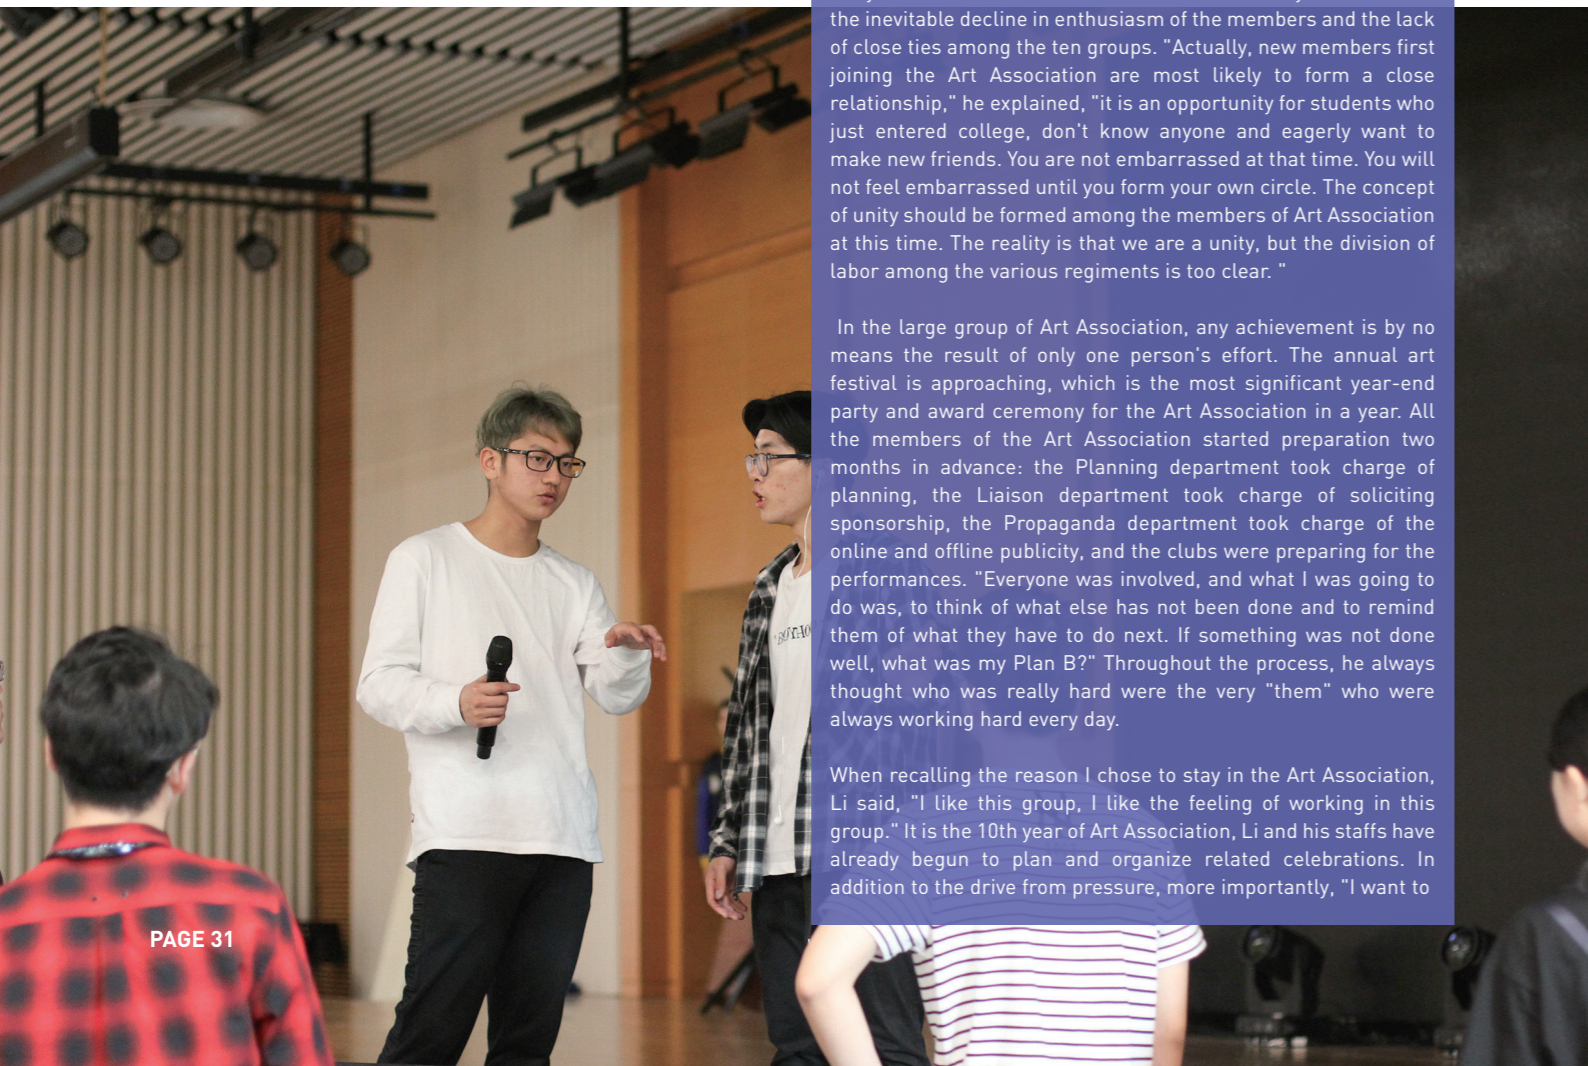 the inevitable decline in enthusiasm of the members and the lack
of close ties among the ten groups. "Actually, new members first
joining the Art Association are most likely to form a close
relationship," he explained, "it is an opportunity for students who
just entered college, don't know anyone and eagerly want to
make new friends. You are not embarrassed at that time. You will
not feel embarrassed until you form your own circle. The concept
of unity should be formed among the members of Art Association
at this time. The reality is that we are a unity, but the division of
labor among the various regiments is too clear. "
In the large group of Art Association, any achievement is by no
means the result of only one person's effort. The annual art
festival is approaching, which is the most significant year-end
party and award ceremony for the Art Association in a year. All
the members of the Art Association started preparation two
months in advance: the Planning department took charge of
planning, the Liaison department took charge of soliciting
sponsorship, the Propaganda department took charge of the
online and offline publicity, and the clubs were preparing for the
performances. "Everyone was involved, and what I was going to
do was, to think of what else has not been done and to remind
them of what they have to do next. If something was not done
well, what was my Plan B?" Throughout the process, he always
thought who was really hard were the very "them" who were
always working hard every day.
When recalling the reason I chose to stay in the Art Association,
Li said, "I like this group, I like the feeling of working in this
group." It is the 10th year of Art Association, Li and his staffs have
already begun to plan and organize related celebrations. In
addition to the drive from pressure, more importantly, "I want to
PAGE 31